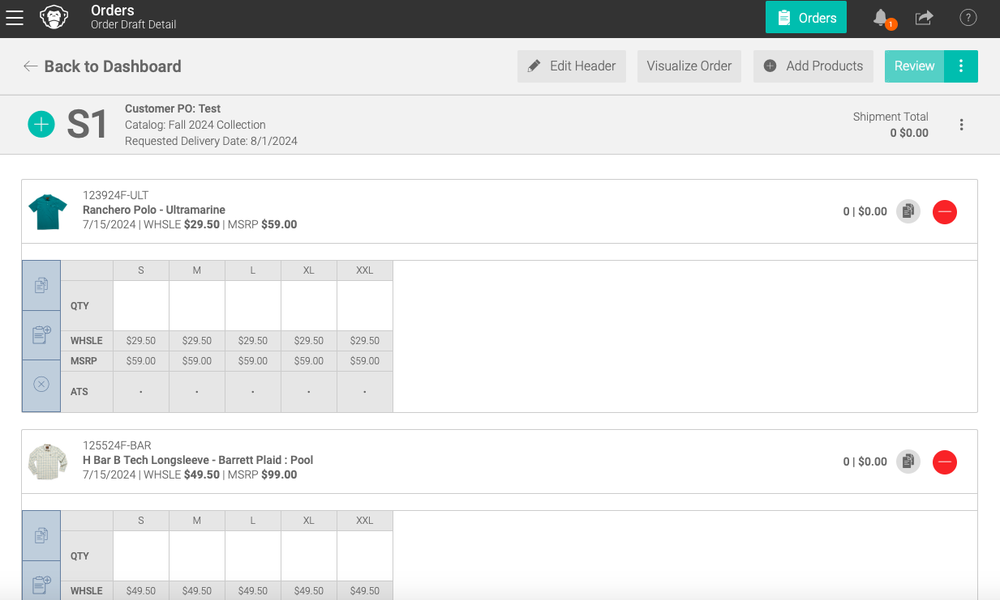 Orders
Order Draft Detail
Orders
1
?
Back to Dashboard
Edit Header
Visualize Order
Add Products
Review
S1
Customer PO: Test
Catalog: Fall 2024 Collection
Requested Delivery Date: 8/1/2024
Shipment Total
0 $0.00
123924F-ULT
Ranchero Polo - Ultramarine
7/15/2024 | WHSLE $29.50 | MSRP $59.00
0 | $0.00
S M L XL XXL
QTY
WHSLE $29.50 $29.50 $29.50 $29.50 $29.50
MSRP $59.00 $59.00 $59.00 $59.00 $59.00
ATS - - - - -
125524F-BAR
H Bar B Tech Longsleeve - Barrett Plaid : Pool
7/15/2024 | WHSLE $49.50 | MSRP $99.00
0 | $0.00
S M L XL XXL
QTY
WHSLE $49.50 $49.50 $49.50 $49.50 $49.50